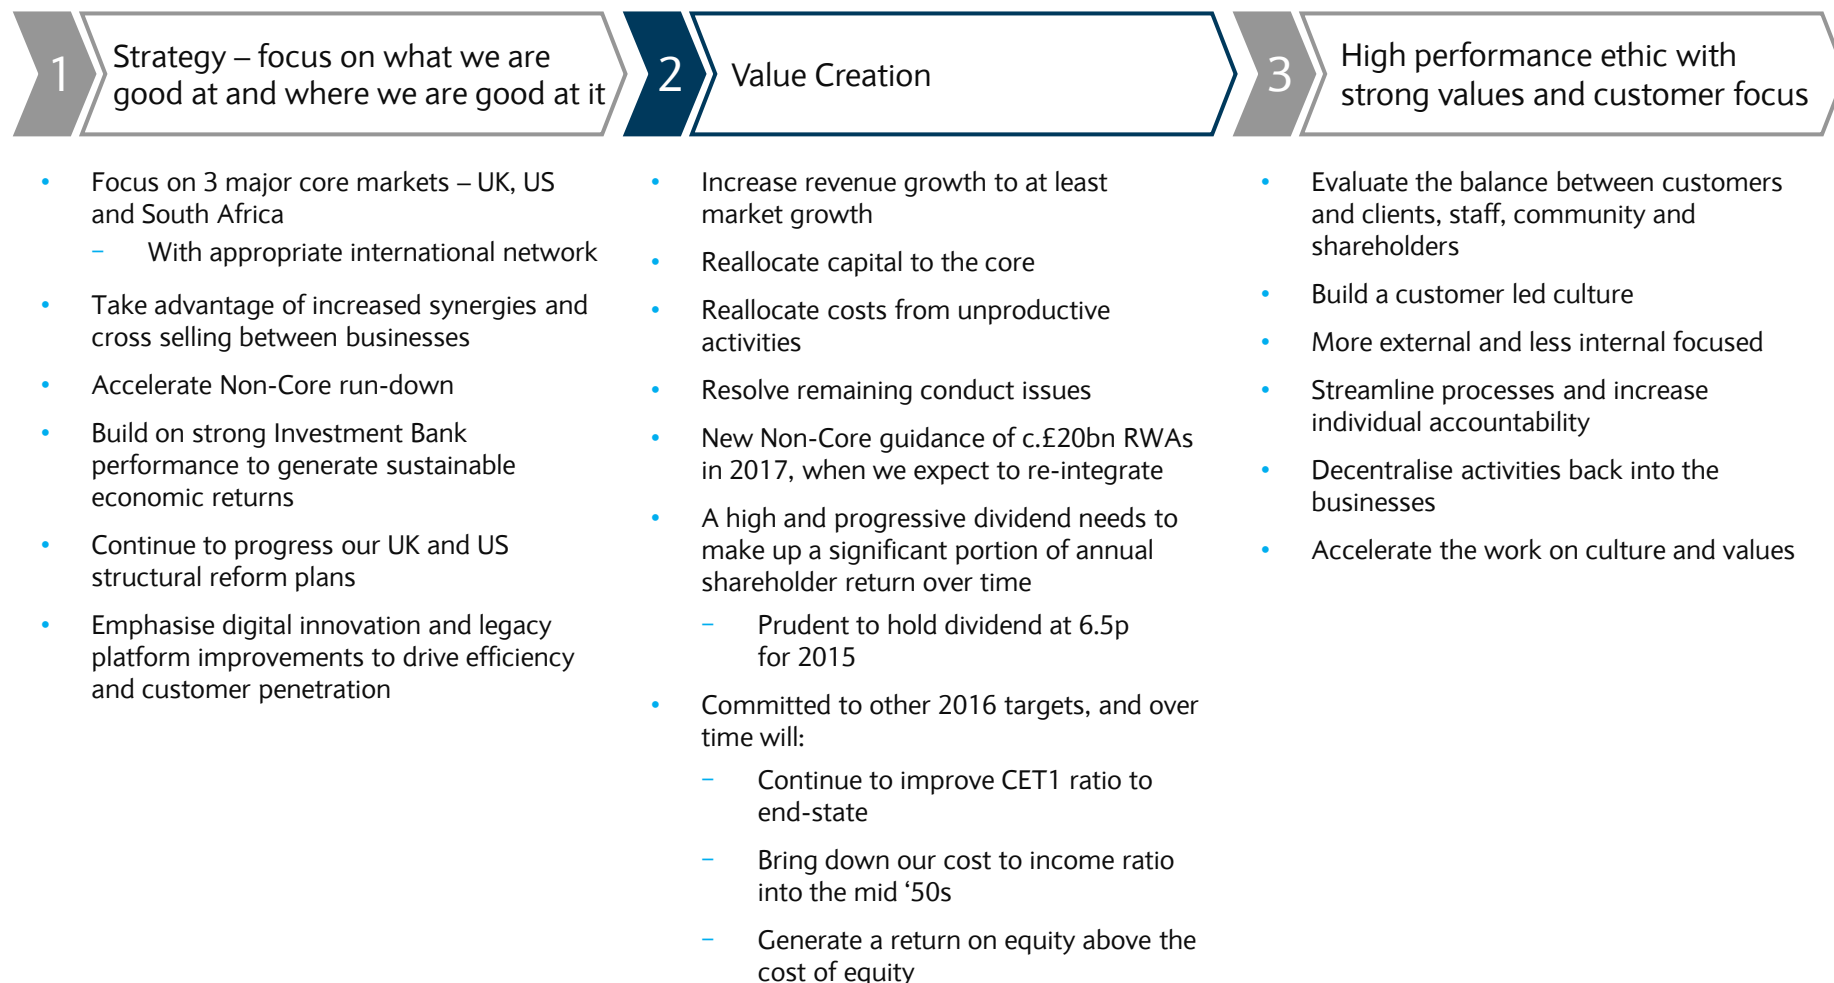 1
Strategy – focus on what we are
good at and where we are good at it
• Focus on 3 major core markets – UK, US
and South Africa
– With appropriate international network
• Take advantage of increased synergies and
cross selling between businesses
• Accelerate Non-Core run-down
• Build on strong Investment Bank
performance to generate sustainable
economic returns
• Continue to progress our UK and US
structural reform plans
• Emphasise digital innovation and legacy
platform improvements to drive efficiency
and customer penetration
2
Value Creation
• Increase revenue growth to at least
market growth
• Reallocate capital to the core
• Reallocate costs from unproductive
activities
• Resolve remaining conduct issues
• New Non-Core guidance of c.£20bn RWAs
in 2017, when we expect to re-integrate
• A high and progressive dividend needs to
make up a significant portion of annual
shareholder return over time
– Prudent to hold dividend at 6.5p
for 2015
• Committed to other 2016 targets, and over
time will:
– Continue to improve CET1 ratio to
end-state
– Bring down our cost to income ratio
into the mid ‘50s
– Generate a return on equity above the
cost of equity
3
High performance ethic with
strong values and customer focus
• Evaluate the balance between customers
and clients, staff, community and
shareholders
• Build a customer led culture
• More external and less internal focused
• Streamline processes and increase
individual accountability
• Decentralise activities back into the
businesses
• Accelerate the work on culture and values